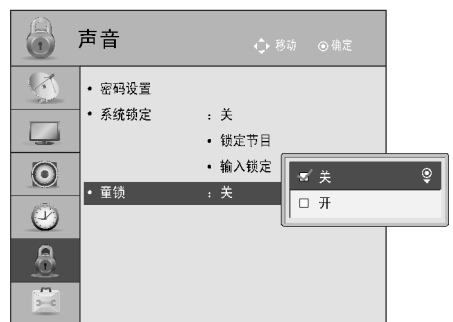 声音
移动 确定
• 密码设置
• 系统锁定 : 关
• 锁定节目
• 输入锁定
• 童锁 : 关
关
开